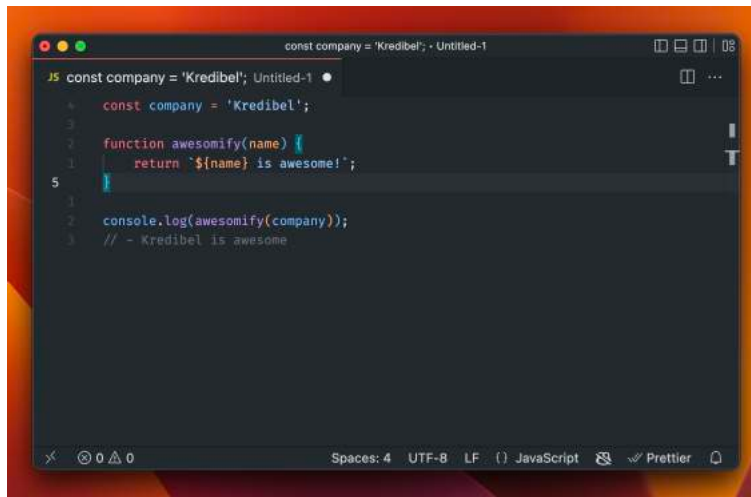 const company = 'Kredibel'; • Untitled-1
JS const company = 'Kredibel'; Untitled-1 ●
4 const company = 'Kredibel';
3
2 function awesomify(name) {
1 return `${name} is awesome!`;
5 }
1
2 console.log(awesomify(company));
3 // - Kredibel is awesome
0 0 Spaces: 4 UTF-8 LF {} JavaScript Prettier